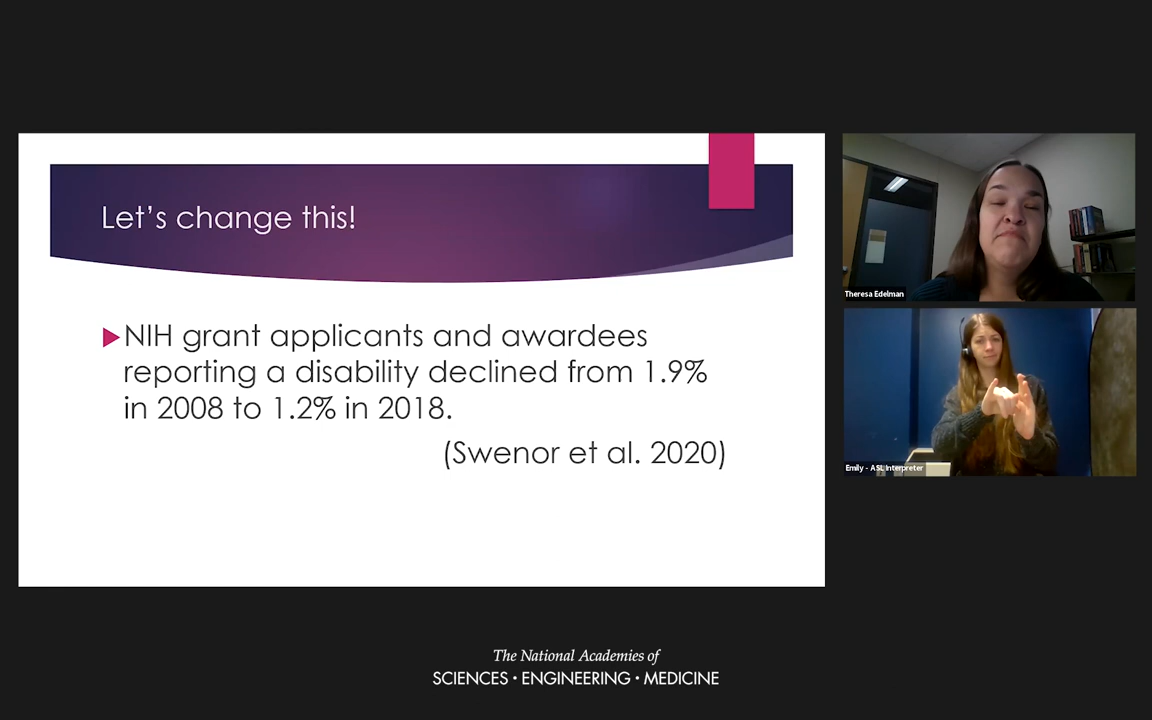 Let’s change this!
NIH grant applicants and awardees
reporting a disability declined from 1.9%
in 2008 to 1.2% in 2018.
(Swenor et al. 2020)
Theresa Edelman
Emily - ASL Interpreter
The National Academies of
SCIENCES • ENGINEERING • MEDICINE